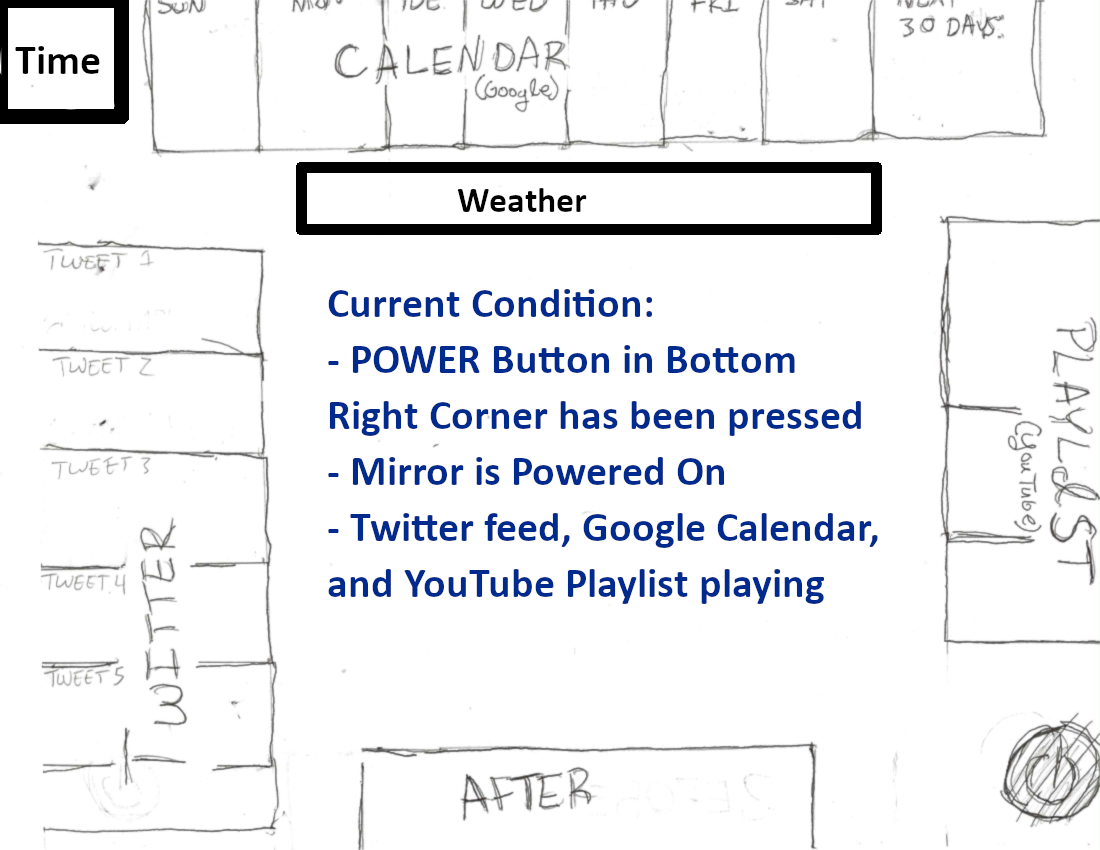 SUN MON TUE WED THU FRI SAT NEXT
30 DAYS.
Time
CALENDAR
(Google)
Weather
TWEET 1
TWEET 2
TWEET 3
TWEET 4
TWEET 5
WITTER
Current Condition:
- POWER Button in Bottom
Right Corner has been pressed
- Mirror is Powered On
- Twitter feed, Google Calendar,
and YouTube Playlist playing
PLAYLIST
(YouTube)
AFTER